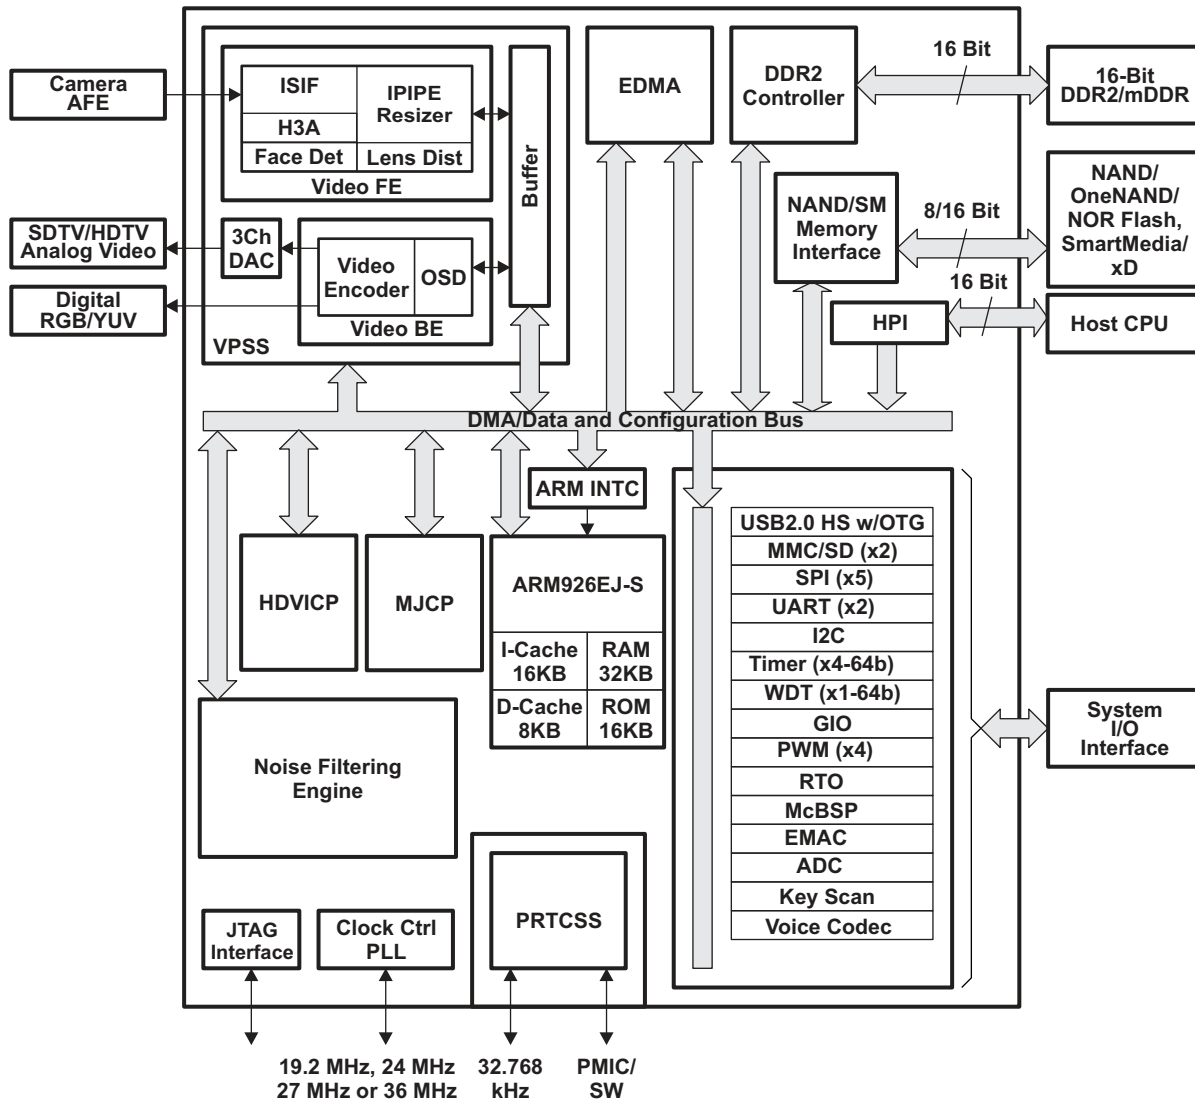 Camera
AFE
SDTV/HDTV
Analog Video
Digital
RGB/YUV
ISIF
H3A
Face Det
IPIPE
Resizer
Lens Dist
Video FE
Buffer
3Ch
DAC
Video
Encoder
OSD
Video BE
VPSS
EDMA
DDR2
Controller
16 Bit
16-Bit
DDR2/mDDR
NAND/SM
Memory
Interface
8/16 Bit
NAND/
OneNAND/
NOR Flash,
SmartMedia/
xD
HPI
16 Bit
Host CPU
DMA/Data and Configuration Bus
HDVICP
MJCP
ARM INTC
ARM926EJ-S
I-Cache
16KB
RAM
32KB
D-Cache
8KB
ROM
16KB
Noise Filtering
Engine
USB2.0 HS w/OTG
MMC/SD (x2)
SPI (x5)
UART (x2)
I2C
Timer (x4-64b)
WDT (x1-64b)
GIO
PWM (x4)
RTO
McBSP
EMAC
ADC
Key Scan
Voice Codec
System
I/O
Interface
JTAG
Interface
Clock Ctrl
PLL
PRTCSS
19.2 MHz, 24 MHz
27 MHz or 36 MHz
32.768
kHz
PMIC/
SW